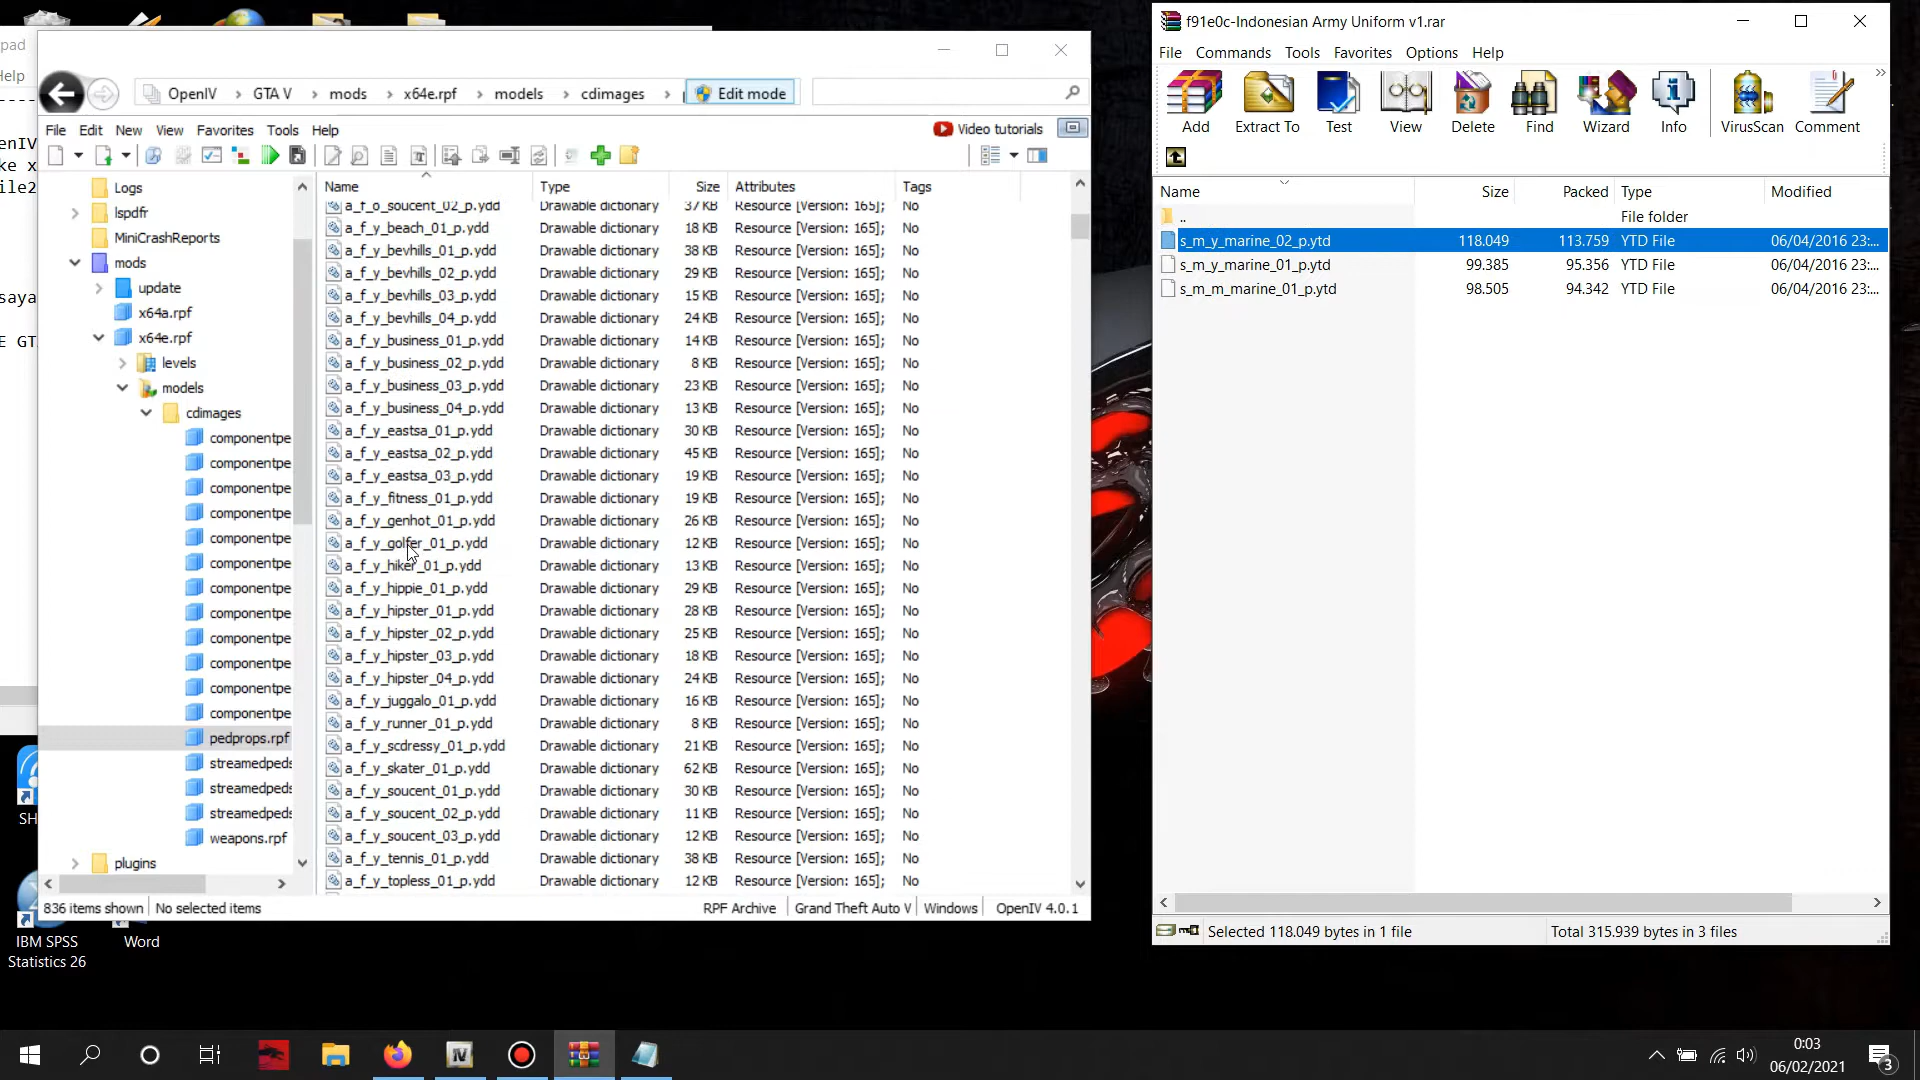 pad
Help
enIV
ke x
ile2
saya
E GT
OpenIV
GTA V
mods
x64e.rpf
models
cdimages
Edit mode
File
Edit
New
View
Favorites
Tools
Help
Video tutorials
Logs
lspdfr
MiniCrashReports
mods
update
x64a.rpf
x64e.rpf
levels
models
cdimages
componentpe
componentpe
componentpe
componentpe
componentpe
componentpe
componentpe
componentpe
componentpe
componentpe
componentpe
componentpe
pedprops.rpf
streamedpeds
streamedpeds
streamedpeds
weapons.rpf
plugins
Name Type Size Attributes Tags
a_f_o_soucent_02_p.ydd Drawable dictionary 37 KB Resource [Version: 165]; No
a_f_y_beach_01_p.ydd Drawable dictionary 18 KB Resource [Version: 165]; No
a_f_y_bevhills_01_p.ydd Drawable dictionary 38 KB Resource [Version: 165]; No
a_f_y_bevhills_02_p.ydd Drawable dictionary 29 KB Resource [Version: 165]; No
a_f_y_bevhills_03_p.ydd Drawable dictionary 15 KB Resource [Version: 165]; No
a_f_y_bevhills_04_p.ydd Drawable dictionary 24 KB Resource [Version: 165]; No
a_f_y_business_01_p.ydd Drawable dictionary 14 KB Resource [Version: 165]; No
a_f_y_business_02_p.ydd Drawable dictionary 8 KB Resource [Version: 165]; No
a_f_y_business_03_p.ydd Drawable dictionary 23 KB Resource [Version: 165]; No
a_f_y_business_04_p.ydd Drawable dictionary 13 KB Resource [Version: 165]; No
a_f_y_eastsa_01_p.ydd Drawable dictionary 30 KB Resource [Version: 165]; No
a_f_y_eastsa_02_p.ydd Drawable dictionary 45 KB Resource [Version: 165]; No
a_f_y_eastsa_03_p.ydd Drawable dictionary 19 KB Resource [Version: 165]; No
a_f_y_fitness_01_p.ydd Drawable dictionary 19 KB Resource [Version: 165]; No
a_f_y_genhot_01_p.ydd Drawable dictionary 26 KB Resource [Version: 165]; No
a_f_y_golfer_01_p.ydd Drawable dictionary 12 KB Resource [Version: 165]; No
a_f_y_hiker_01_p.ydd Drawable dictionary 13 KB Resource [Version: 165]; No
a_f_y_hippie_01_p.ydd Drawable dictionary 29 KB Resource [Version: 165]; No
a_f_y_hipster_01_p.ydd Drawable dictionary 28 KB Resource [Version: 165]; No
a_f_y_hipster_02_p.ydd Drawable dictionary 25 KB Resource [Version: 165]; No
a_f_y_hipster_03_p.ydd Drawable dictionary 18 KB Resource [Version: 165]; No
a_f_y_hipster_04_p.ydd Drawable dictionary 24 KB Resource [Version: 165]; No
a_f_y_juggalo_01_p.ydd Drawable dictionary 16 KB Resource [Version: 165]; No
a_f_y_runner_01_p.ydd Drawable dictionary 8 KB Resource [Version: 165]; No
a_f_y_scdressy_01_p.ydd Drawable dictionary 21 KB Resource [Version: 165]; No
a_f_y_skater_01_p.ydd Drawable dictionary 62 KB Resource [Version: 165]; No
a_f_y_soucent_01_p.ydd Drawable dictionary 30 KB Resource [Version: 165]; No
a_f_y_soucent_02_p.ydd Drawable dictionary 11 KB Resource [Version: 165]; No
a_f_y_soucent_03_p.ydd Drawable dictionary 12 KB Resource [Version: 165]; No
a_f_y_tennis_01_p.ydd Drawable dictionary 38 KB Resource [Version: 165]; No
a_f_y_topless_01_p.ydd Drawable dictionary 12 KB Resource [Version: 165]; No
836 items shown No selected items RPF Archive Grand Theft Auto V Windows OpenIV 4.0.1
f91e0c-Indonesian Army Uniform v1.rar
File Commands Tools Favorites Options Help
Add Extract To Test View Delete Find Wizard Info VirusScan Comment
Name Size Packed Type Modified
.. File folder
s_m_y_marine_02_p.ytd 118.049 113.759 YTD File 06/04/2016 23:...
s_m_y_marine_01_p.ytd 99.385 95.356 YTD File 06/04/2016 23:...
s_m_m_marine_01_p.ytd 98.505 94.342 YTD File 06/04/2016 23:...
Selected 118.049 bytes in 1 file Total 315.939 bytes in 3 files
SH
IBM SPSS
Statistics 26
Word
IV
0:03
06/02/2021
3